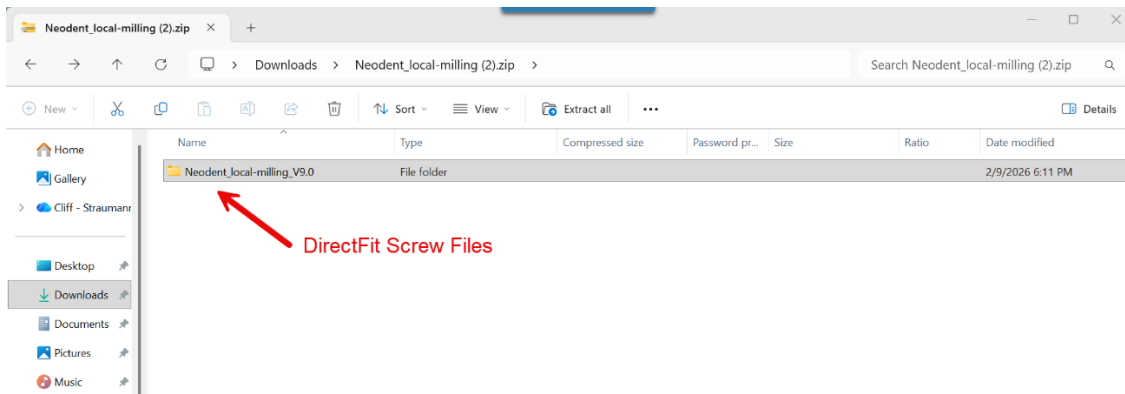 Neodent_local-milling (2).zip
Downloads > Neodent_local-milling (2).zip >
Search Neodent_local-milling (2).zip
New
Sort
View
Extract all
Details
Name Type Compressed size Password pr... Size Ratio Date modified
Neodent_local-milling_V9.0 File folder 2/9/2026 6:11 PM
Home
Gallery
Cliff - Straumann
DirectFit Screw Files
Desktop
Downloads
Documents
Pictures
Music